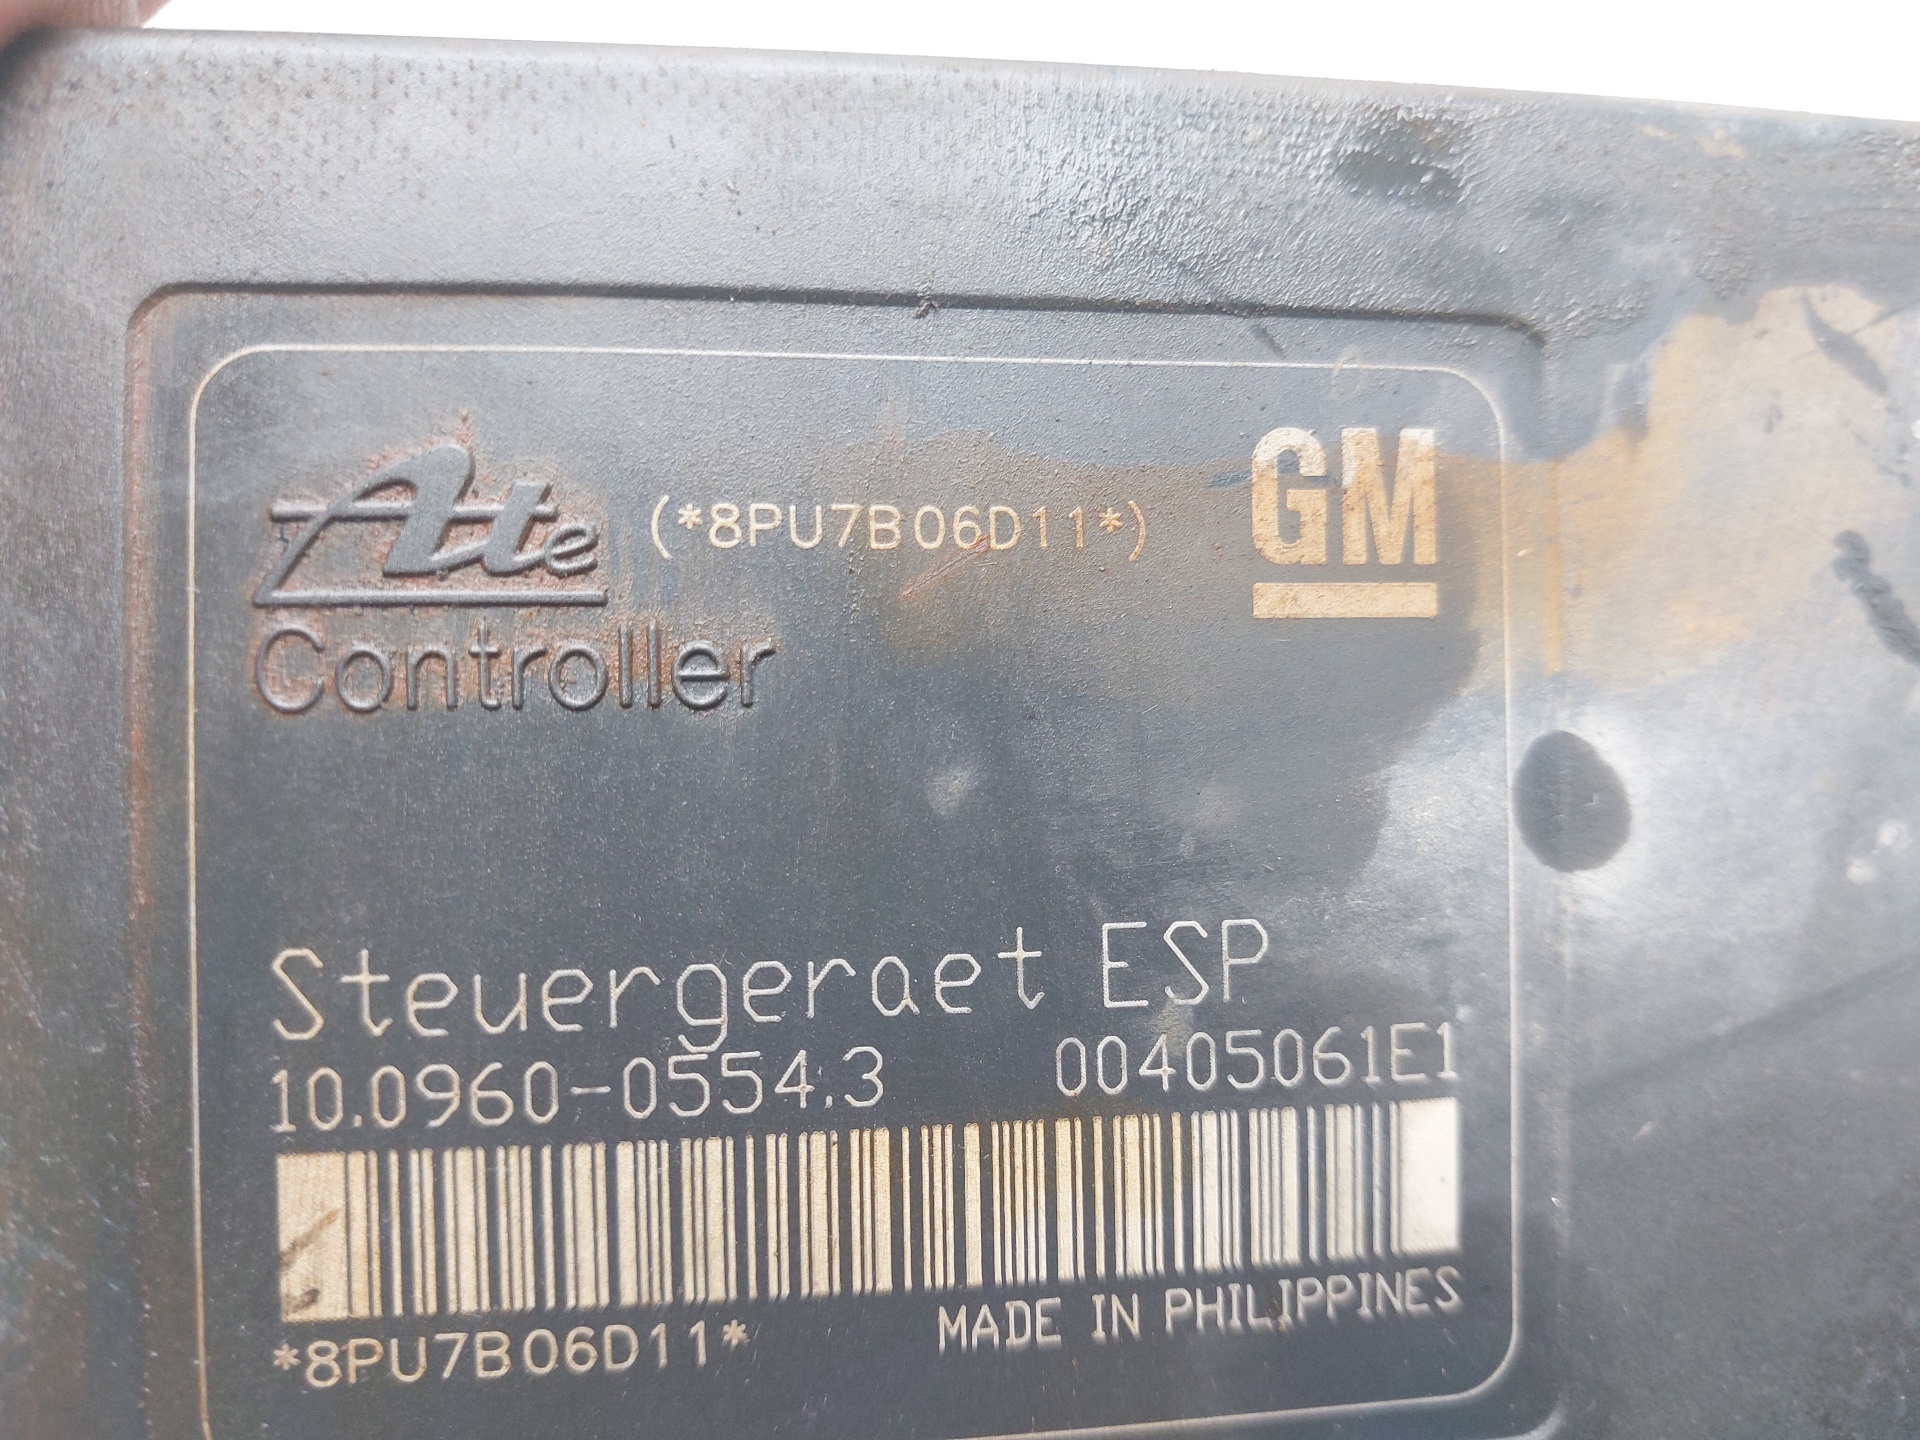 Ate (*8PU7B06D11*) GM
Controller
Steuergeraet ESP
10.0960-0554.3 00405061E1
*8PU7B06D11* MADE IN PHILIPPINES